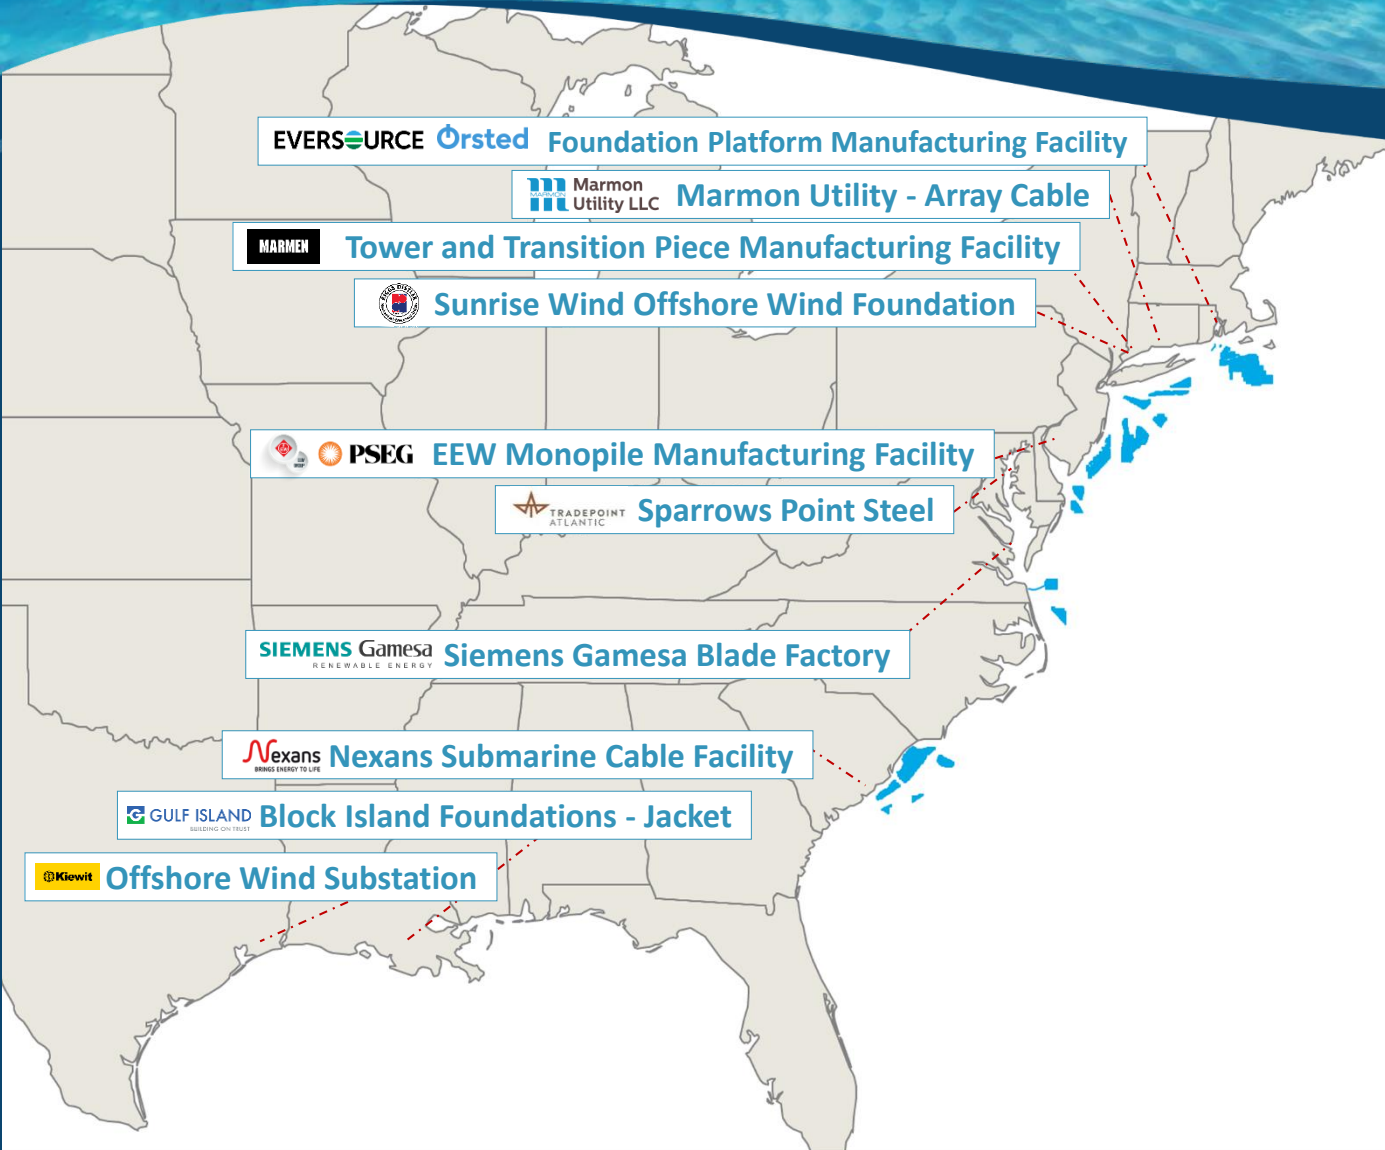 EVERSOURCE Orsted Foundation Platform Manufacturing Facility
MARMON Marmon Utility LLC Marmon Utility - Array Cable
MARMEN Tower and Transition Piece Manufacturing Facility
Sunrise Wind Offshore Wind Foundation
PSEG EEW Monopile Manufacturing Facility
TRADEPOINT ATLANTIC Sparrows Point Steel
SIEMENS Gamesa RENEWABLE ENERGY Siemens Gamesa Blade Factory
Nexans BRINGS ENERGY TO LIFE Nexans Submarine Cable Facility
GULF ISLAND BUILDING ON TRUST Block Island Foundations - Jacket
Kiewit Offshore Wind Substation